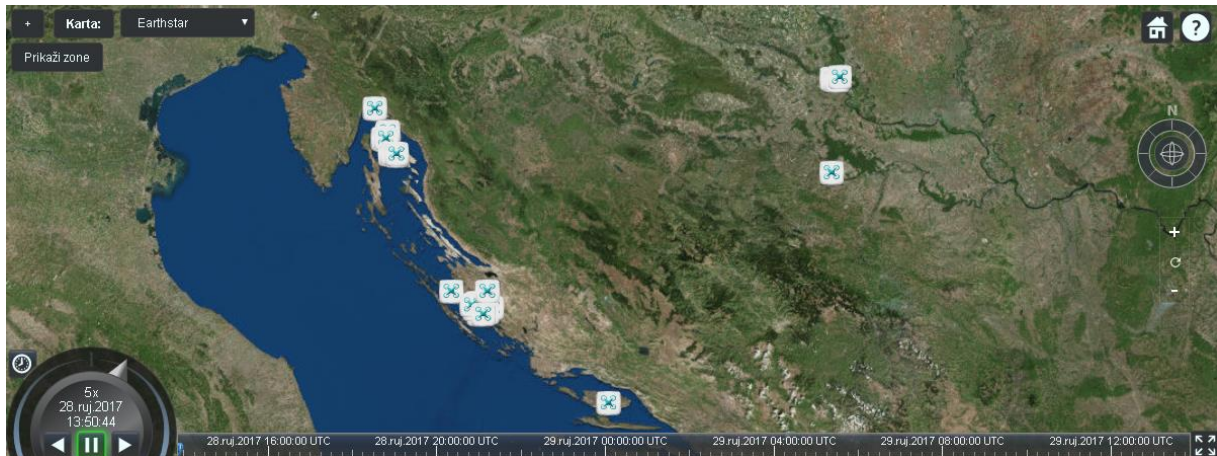 +
Karta:
Earthstar
Prikaži zone
?
N
+
-
5x
28.ruj.2017
13:50:44
28.ruj.2017 16:00:00 UTC
28.ruj.2017 20:00:00 UTC
29.ruj.2017 00:00:00 UTC
29.ruj.2017 04:00:00 UTC
29.ruj.2017 08:00:00 UTC
29.ruj.2017 12:00:00 UTC